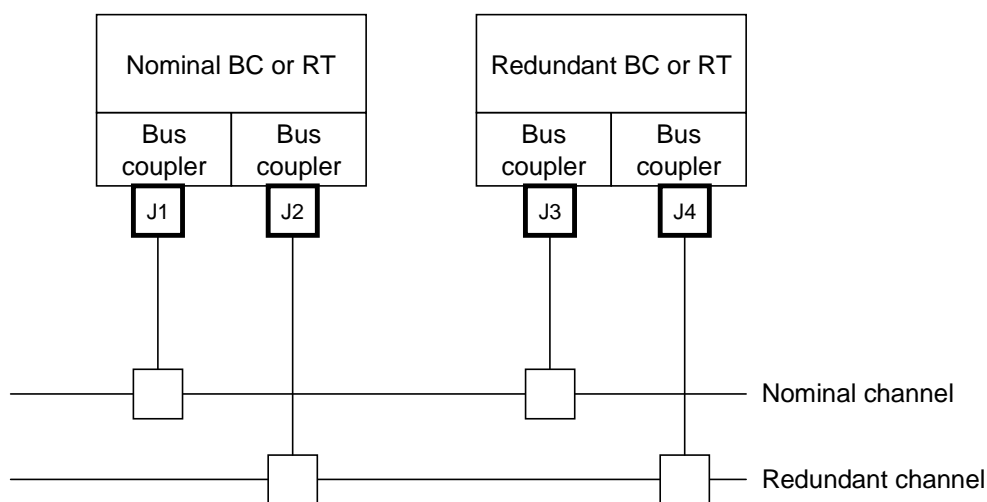 Nominal BC or RT
Redundant BC or RT
Bus
coupler
Bus
coupler
Bus
coupler
Bus
coupler
J1
J2
J3
J4
Nominal channel
Redundant channel